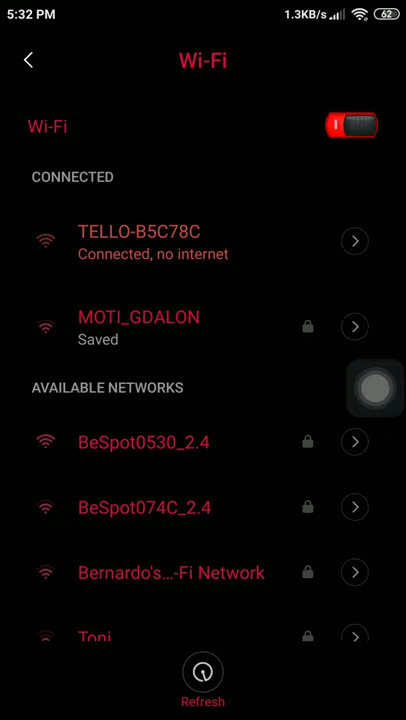 5:32 PM
1.3KB/s
62
Wi-Fi
Wi-Fi
CONNECTED
TELLO-B5C78C
Connected, no internet
MOTI_GDALON
Saved
AVAILABLE NETWORKS
BeSpot0530_2.4
BeSpot074C_2.4
Bernardo's...-Fi Network
Toni
Refresh